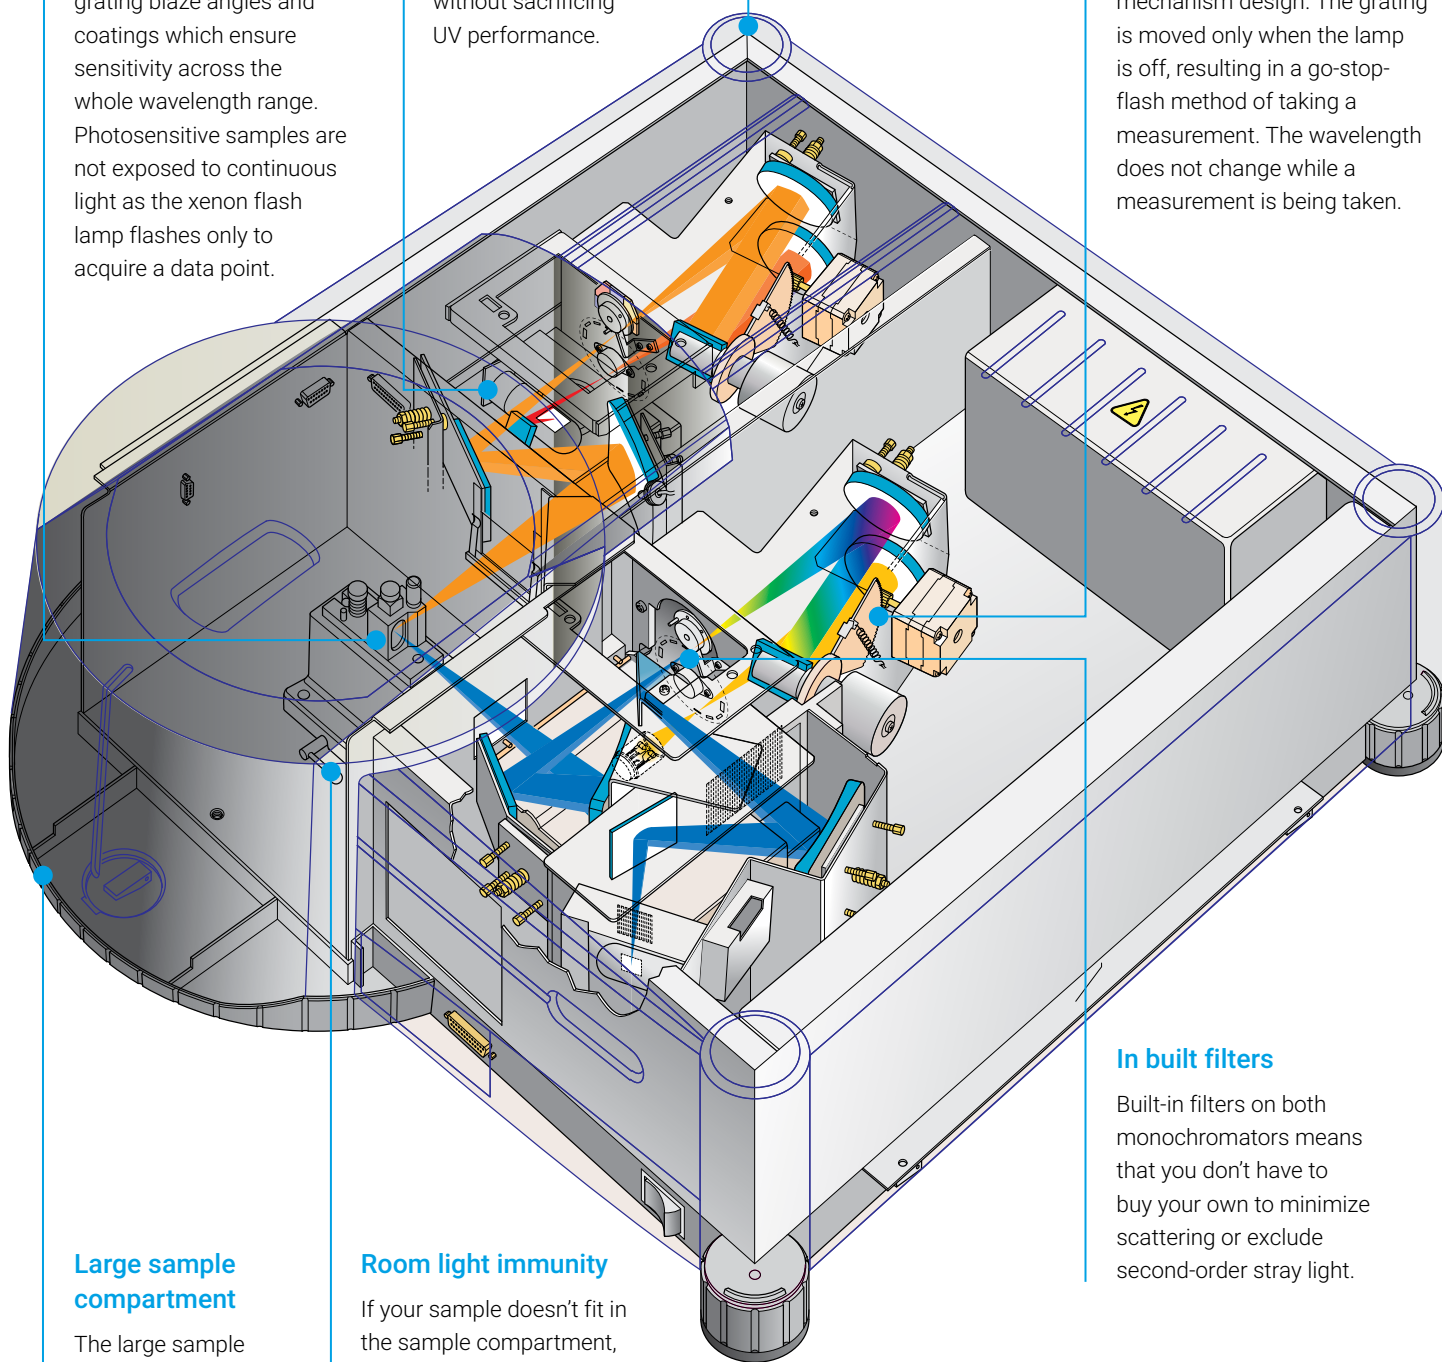 grating blaze angles and
coatings which ensure
sensitivity across the
whole wavelength range.
Photosensitive samples are
not exposed to continuous
light as the xenon flash
lamp flashes only to
acquire a data point.
without sacrificing
UV performance.
mechanism design. The grating
is moved only when the lamp
is off, resulting in a go-stop-
flash method of taking a
measurement. The wavelength
does not change while a
measurement is being taken.
In built filters
Built-in filters on both
monochromators means
that you don’t have to
buy your own to minimize
scattering or exclude
second-order stray light.
Large sample
compartment
The large sample
Room light immunity
If your sample doesn’t fit in
the sample compartment,